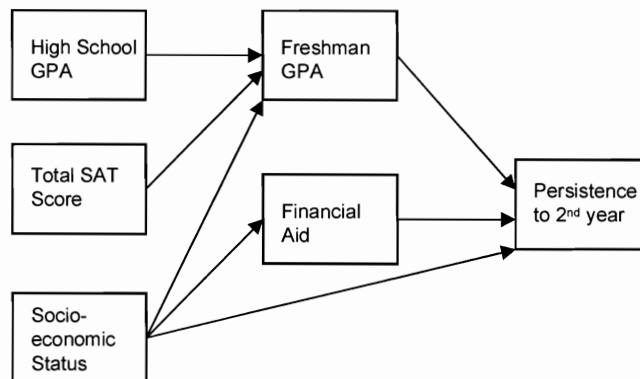 High School
GPA
Freshman
GPA
Total SAT
Score
Financial
Aid
Persistence
to 2nd year
Socio-
economic
Status